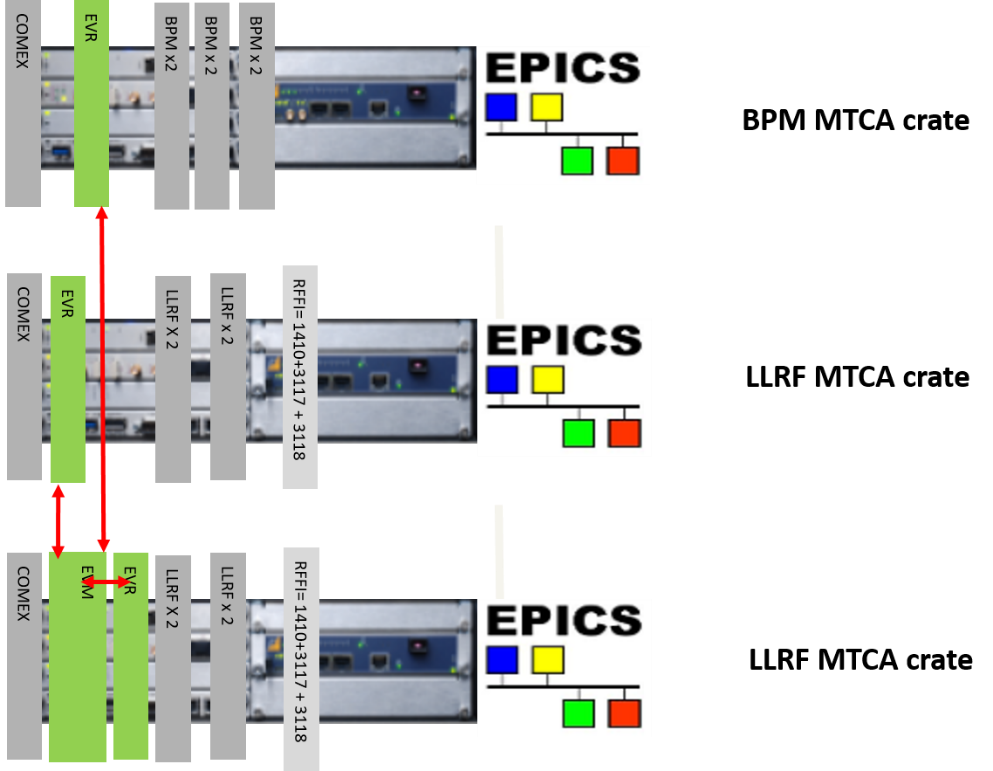 COMEX
EVR
BPM x2
BPM x 2
BPM x 2
EPICS
BPM MTCA crate
COMEX
EVR
LLRF X 2
LLRF x 2
RFFI= 1410+3117 + 3118
EPICS
LLRF MTCA crate
COMEX
EVM
EVR
LLRF X 2
LLRF x 2
RFFI= 1410+3117 + 3118
EPICS
LLRF MTCA crate